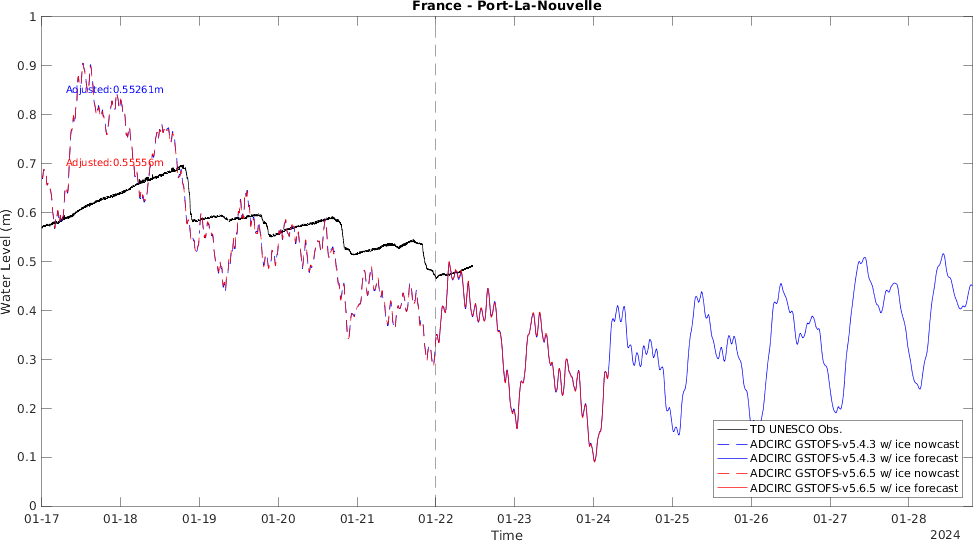 France - Port-La-Nouvelle
1
0.9
0.8
0.7
0.6
0.5
0.4
0.3
0.2
0.1
0
Water Level (m)
Adjusted:0.55261m
Adjusted:0.55556m
TD UNESCO Obs.
ADCIRC GSTOFS-v5.4.3 w/ ice nowcast
ADCIRC GSTOFS-v5.4.3 w/ ice forecast
ADCIRC GSTOFS-v5.6.5 w/ ice nowcast
ADCIRC GSTOFS-v5.6.5 w/ ice forecast
01-17 01-18 01-19 01-20 01-21 01-22 01-23 01-24 01-25 01-26 01-27 01-28
Time
2024